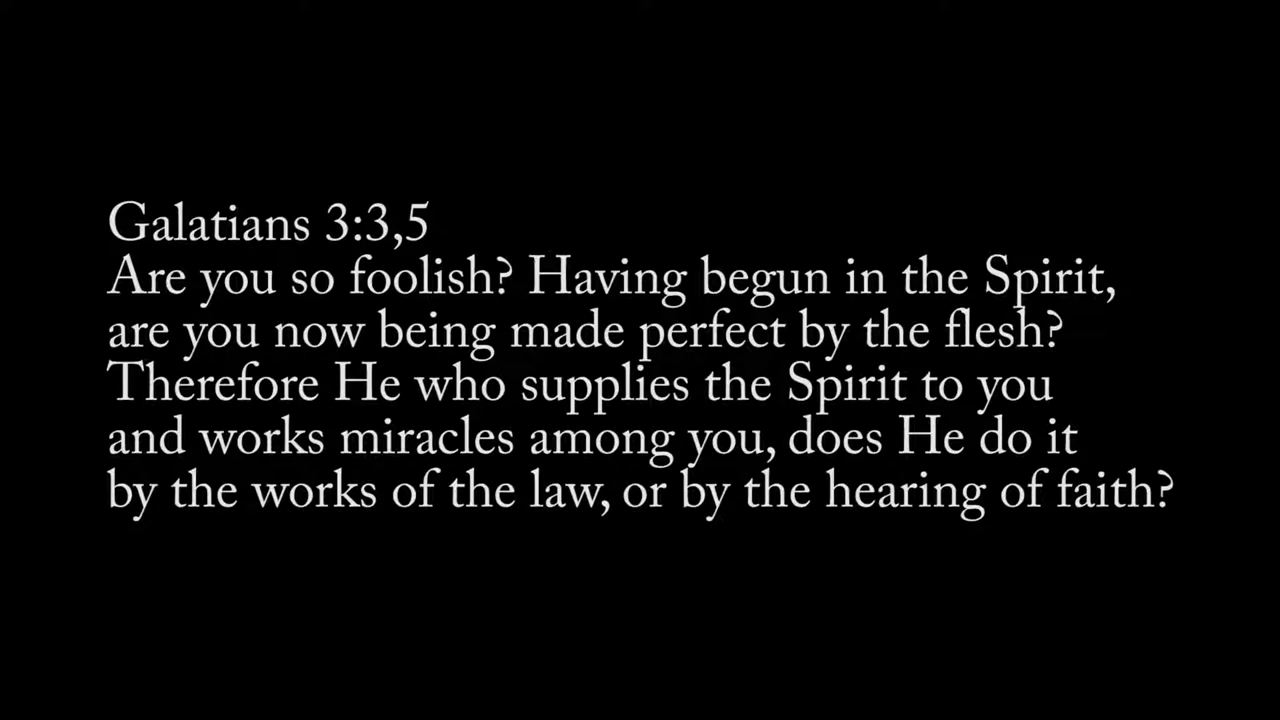 Galatians 3:3,5
Are you so foolish? Having begun in the Spirit,
are you now being made perfect by the flesh?
Therefore He who supplies the Spirit to you
and works miracles among you, does He do it
by the works of the law, or by the hearing of faith?